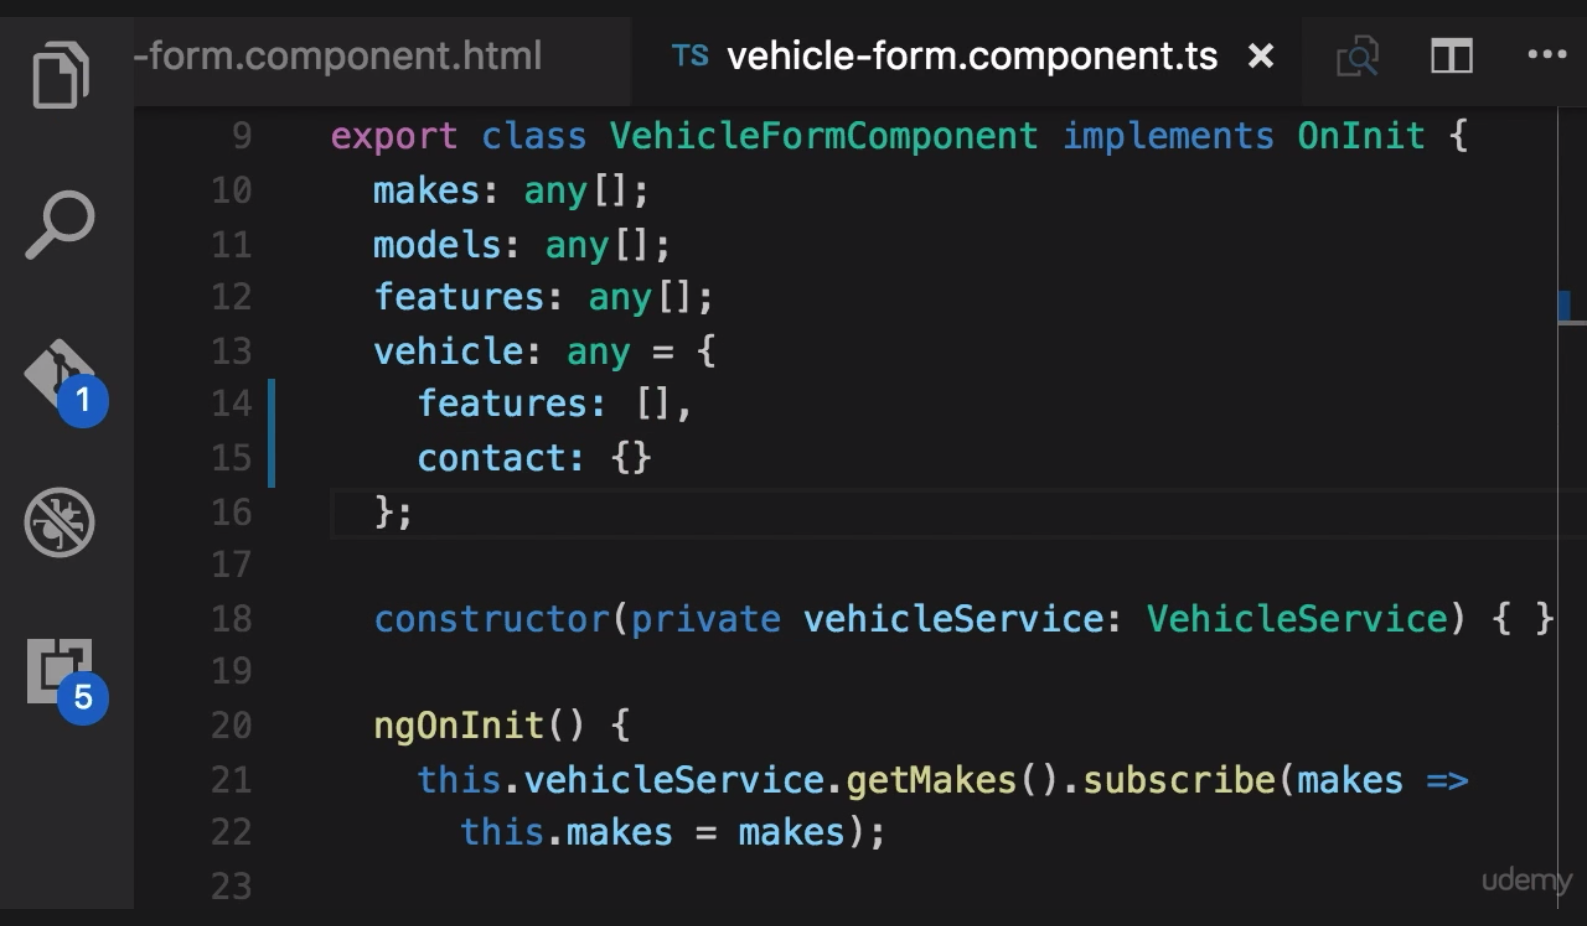 -form.component.html
TS vehicle-form.component.ts
9 export class VehicleFormComponent implements OnInit {
10   makes: any[];
11   models: any[];
12   features: any[];
13   vehicle: any = {
14     features: [],
15     contact: {}
16   };
17
18   constructor(private vehicleService: VehicleService) { }
19
20   ngOnInit() {
21     this.vehicleService.getMakes().subscribe(makes =>
22       this.makes = makes);
23
1
5
udemy